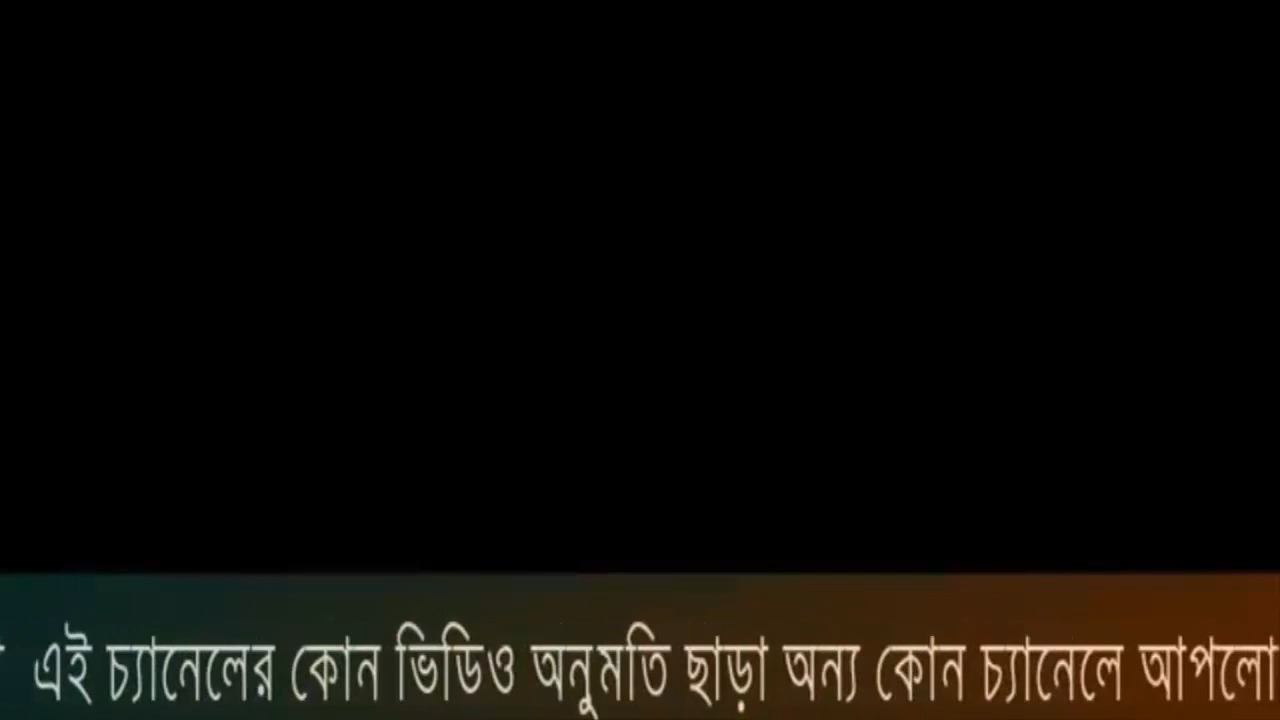 এই চ্যানেলের কোন ভিডিও অনুমতি ছাড়া অন্য কোন চ্যানেলে আপলো